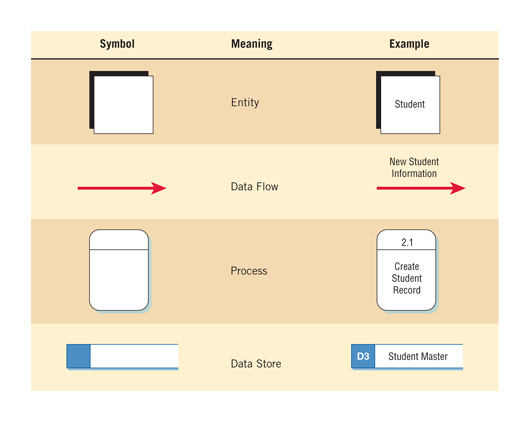 Symbol Meaning Example
Entity
Student
Data Flow
New Student
Information
Process
2.1
Create
Student
Record
Data Store
D3 Student Master